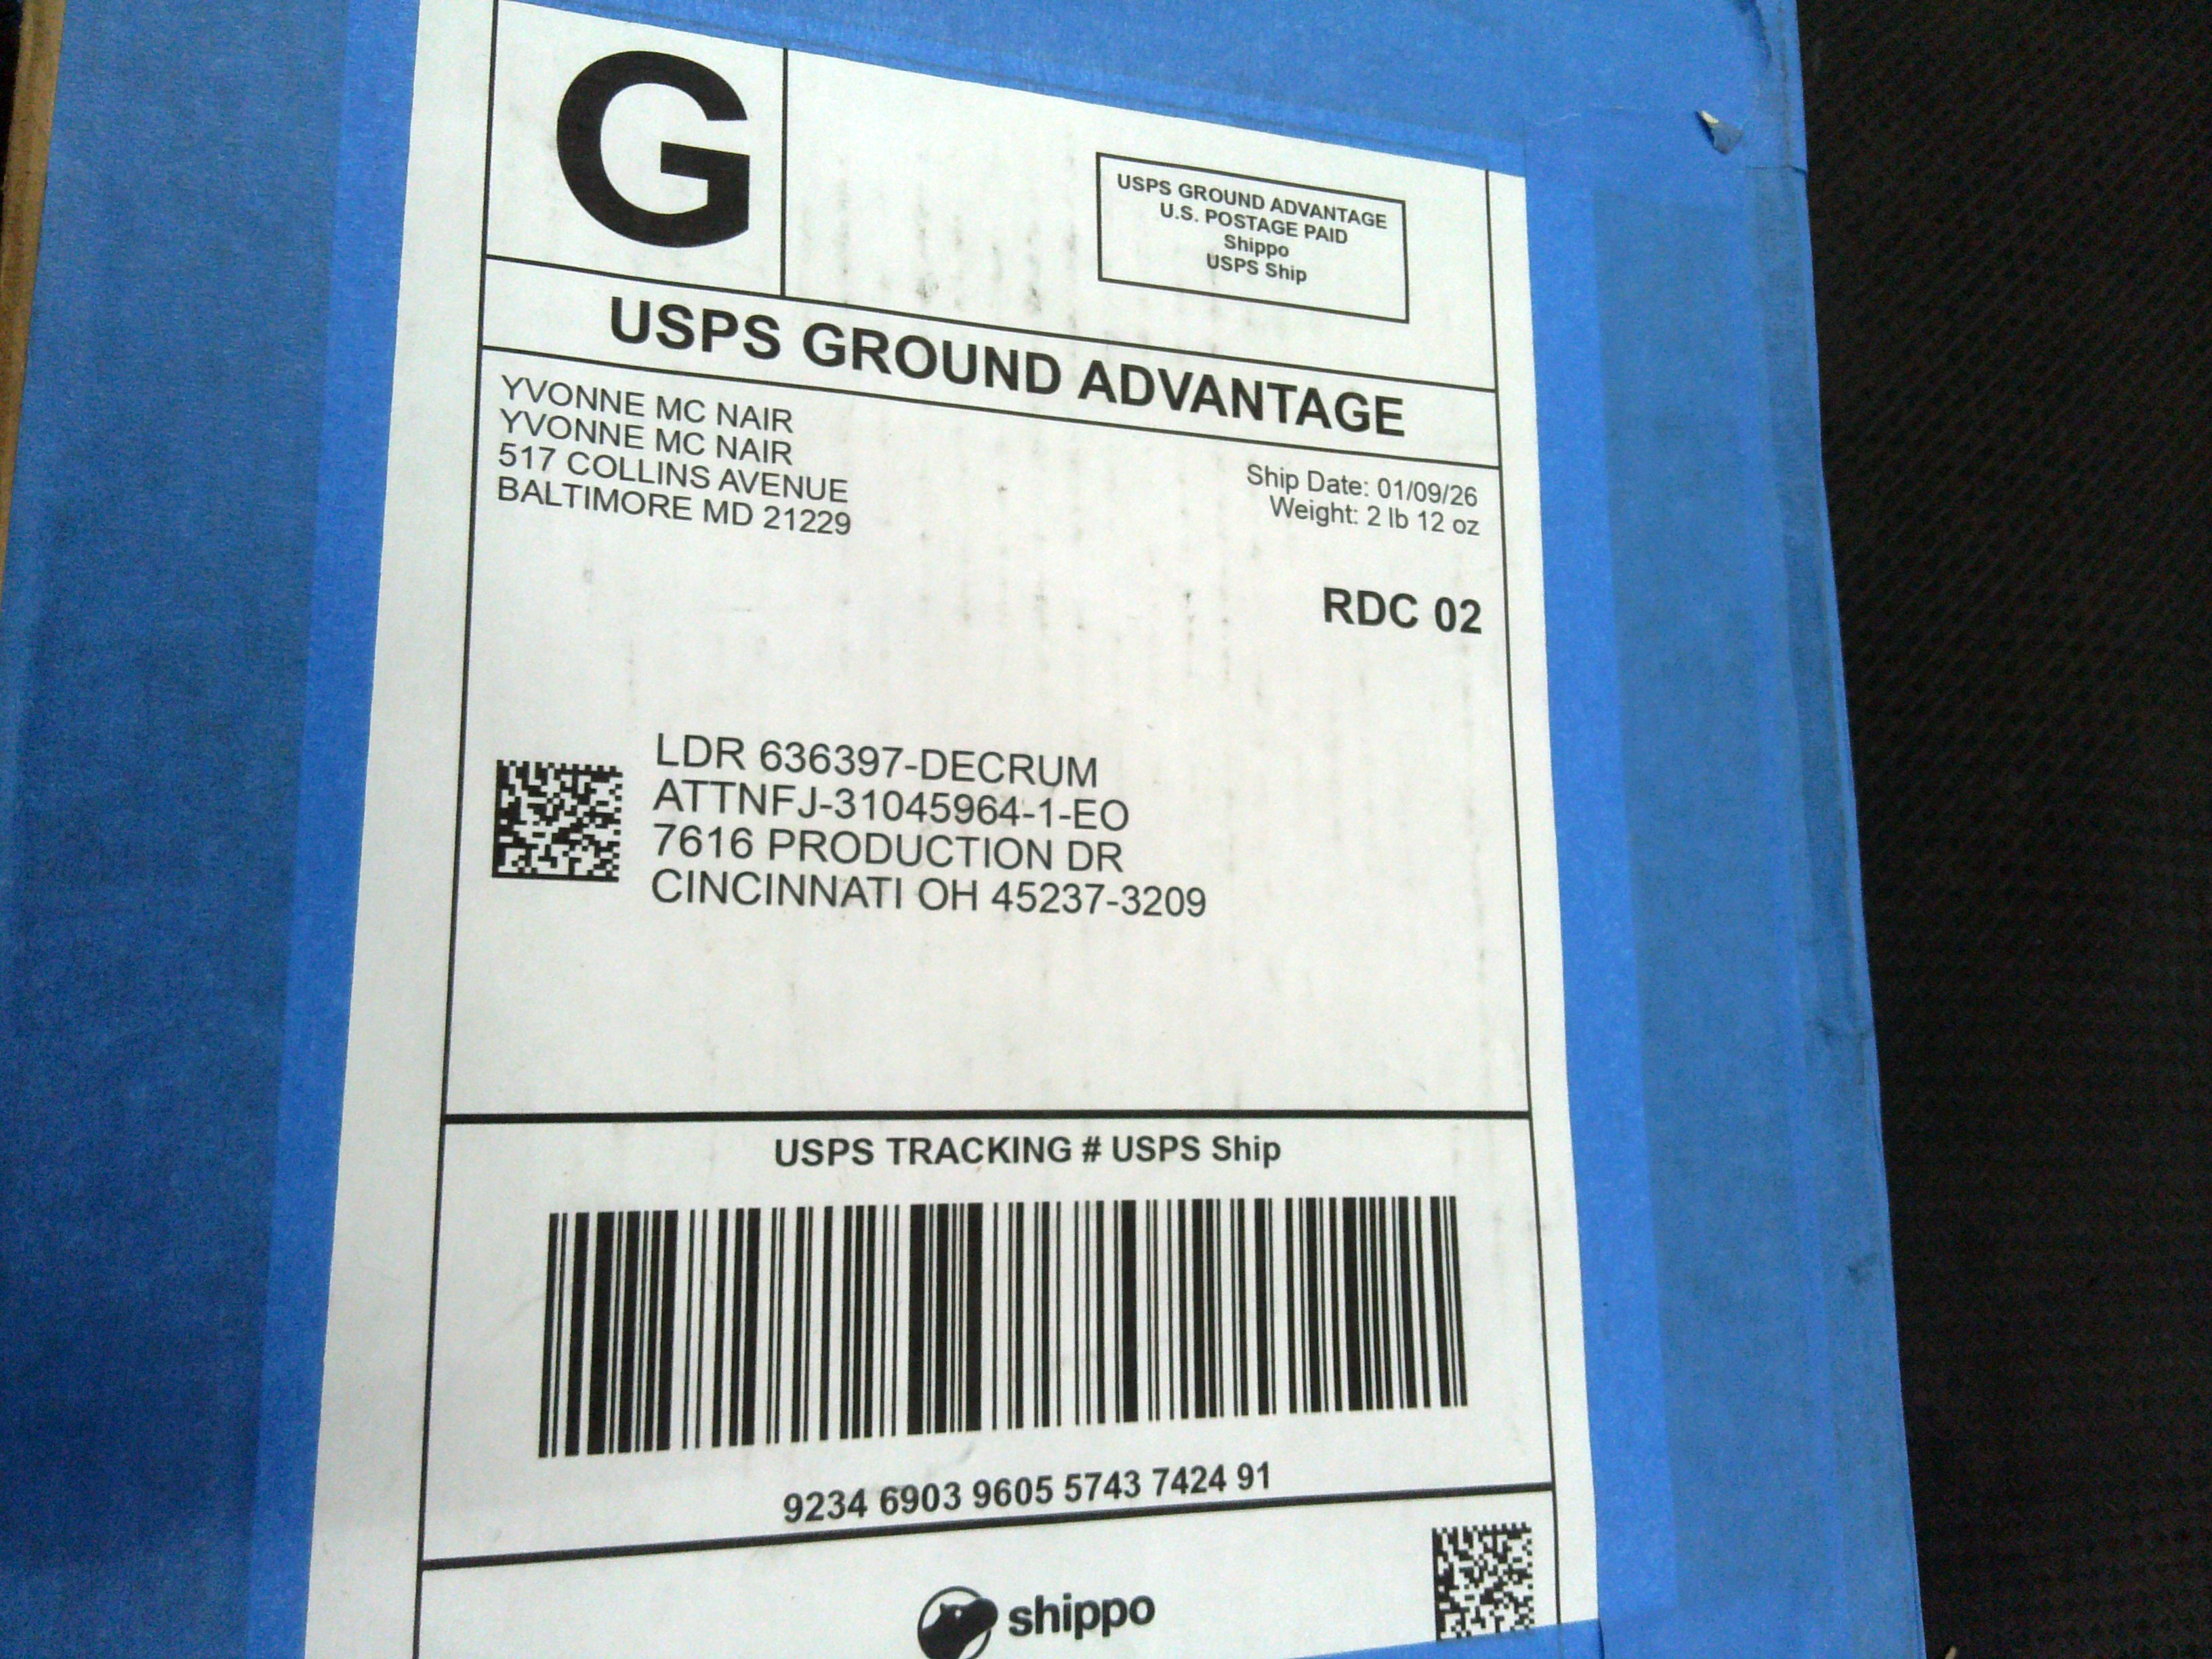 G
USPS GROUND ADVANTAGE
U.S. POSTAGE PAID
Shippo
USPS Ship
USPS GROUND ADVANTAGE
YVONNE MC NAIR
YVONNE MC NAIR
517 COLLINS AVENUE
BALTIMORE MD 21229
Ship Date: 01/09/26
Weight: 2 lb 12 oz
RDC 02
LDR 636397-DECRUM
ATTNFJ-31045964-1-EO
7616 PRODUCTION DR
CINCINNATI OH 45237-3209
USPS TRACKING # USPS Ship
9234 6903 9605 5743 7424 91
shippo